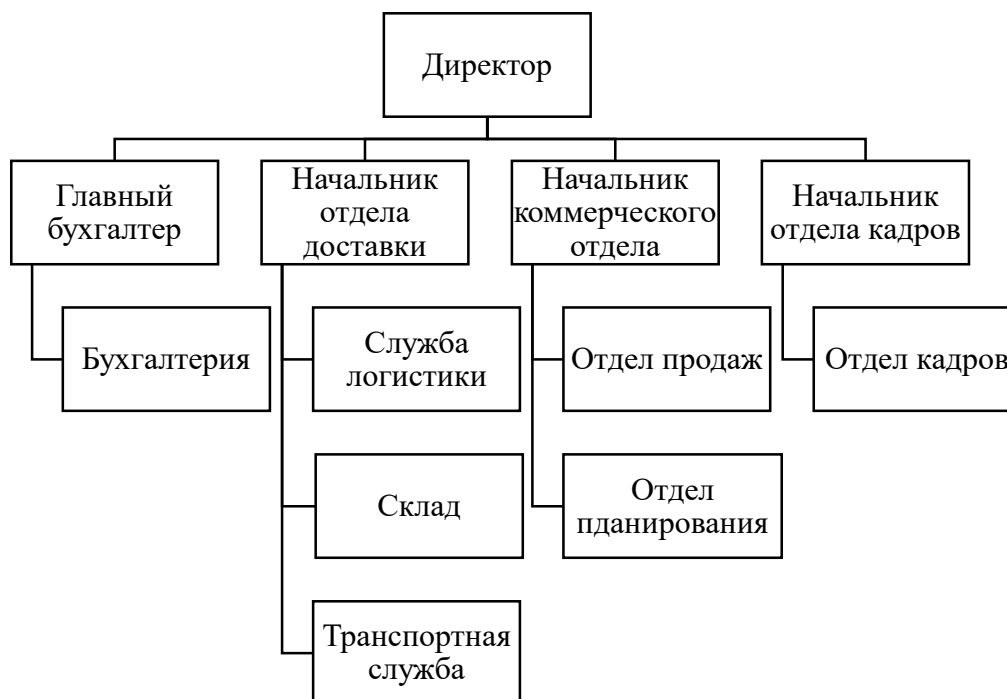 Директор
Главный
бухгалтер
Начальник
отдела
доставки
Начальник
коммерческого
отдела
Начальник
отдела кадров
Бухгалтерия
Служба
логистики
Отдел продаж
Отдел кадров
Склад
Отдел
пданирования
Транспортная
служба